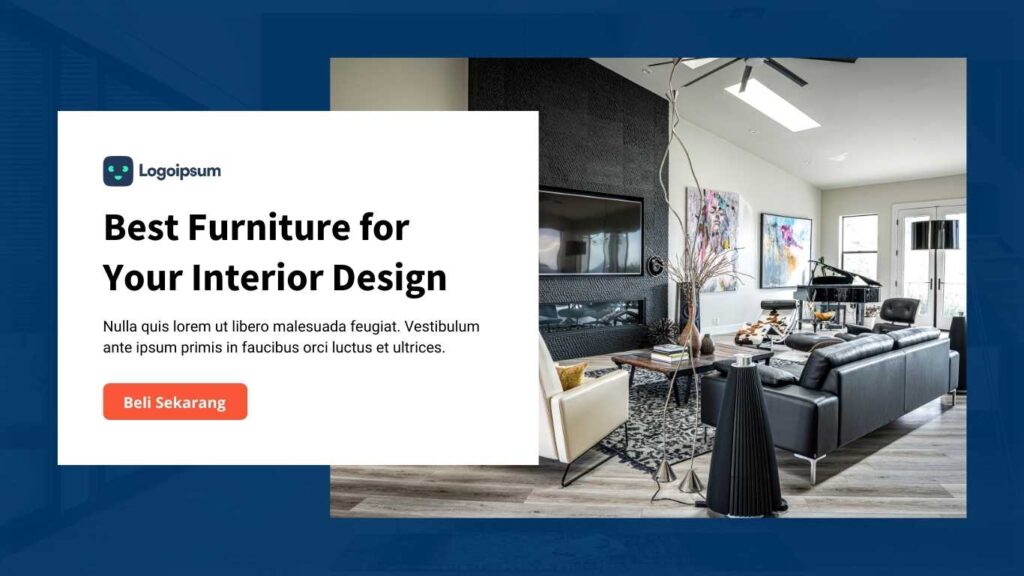 Logoipsum
Best Furniture for
Your Interior Design
Nulla quis lorem ut libero malesuada feugiat. Vestibulum
ante ipsum primis in faucibus orci luctus et ultrices.
Beli Sekarang